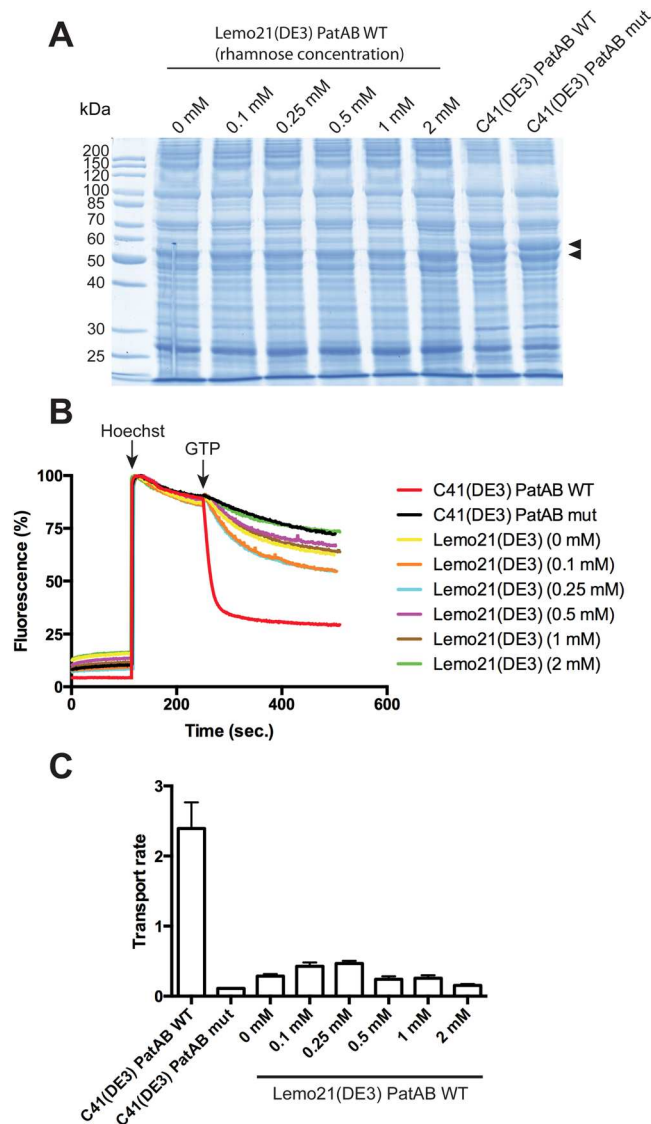 A
Lemo21(DE3) PatAB WT
(rhamnose concentration)
kDa
0 mM
0.1 mM
0.25 mM
0.5 mM
1 mM
2 mM
C41(DE3) PatAB WT
C41(DE3) PatAB mut
200
150
120
100
85
70
60
50
40
30
25
B
Hoechst
GTP
Fluorescence (%)
100
75
50
25
0
0
200
400
600
Time (sec.)
C41(DE3) PatAB WT
C41(DE3) PatAB mut
Lemo21(DE3) (0 mM)
Lemo21(DE3) (0.1 mM)
Lemo21(DE3) (0.25 mM)
Lemo21(DE3) (0.5 mM)
Lemo21(DE3) (1 mM)
Lemo21(DE3) (2 mM)
C
Transport rate
3
2
1
0
C41(DE3) PatAB WT
C41(DE3) PatAB mut
0 mM
0.1 mM
0.25 mM
0.5 mM
1 mM
2 mM
Lemo21(DE3) PatAB WT